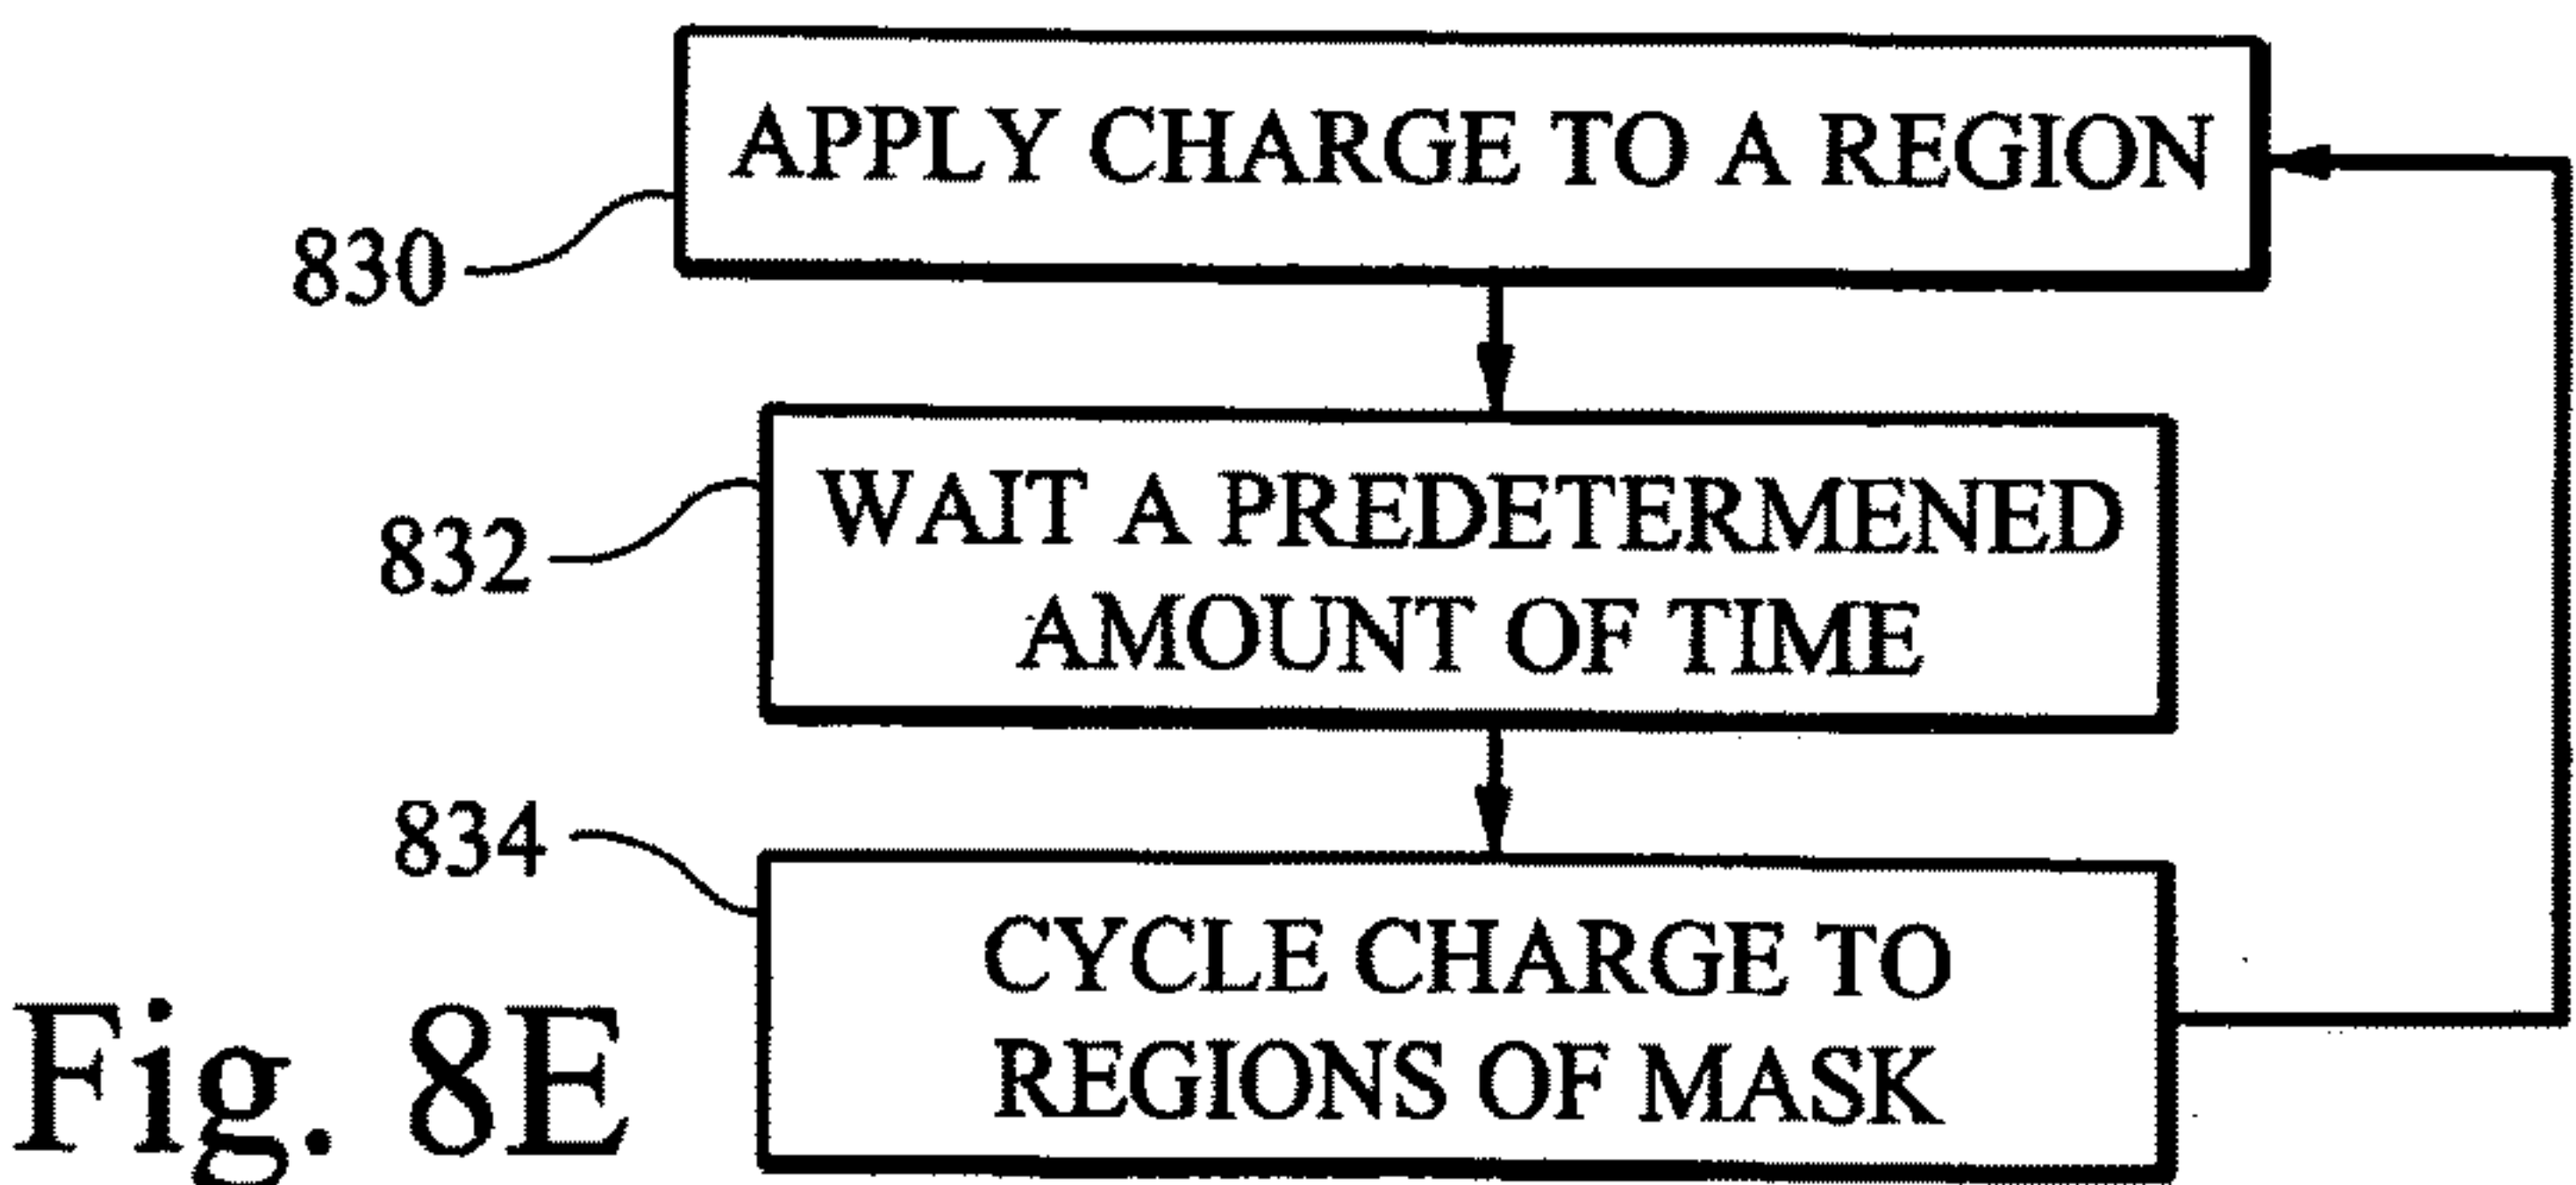 APPLY CHARGE TO A REGION
830
WAIT A PREDETERMENED
AMOUNT OF TIME
832
834
CYCLE CHARGE TO
REGIONS OF MASK
Fig. 8E